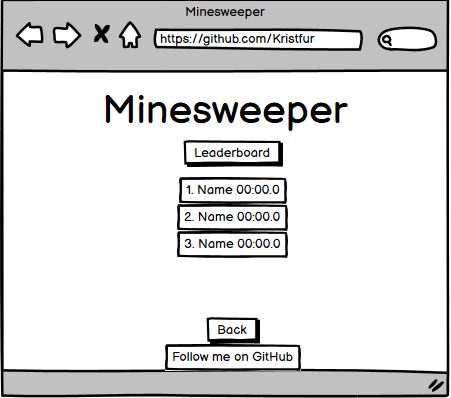 Minesweeper
https://github.com/Kristfur
Minesweeper
Leaderboard
1. Name 00:00.0
2. Name 00:00.0
3. Name 00:00.0
Back
Follow me on GitHub